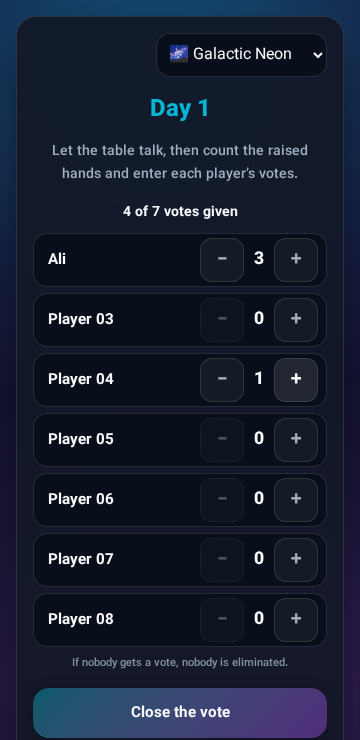 🌌 Galactic Neon
Day 1
Let the table talk, then count the raised
hands and enter each player's votes.
4 of 7 votes given
Ali − 3 +
Player 03 − 0 +
Player 04 − 1 +
Player 05 − 0 +
Player 06 − 0 +
Player 07 − 0 +
Player 08 − 0 +
If nobody gets a vote, nobody is eliminated.
Close the vote